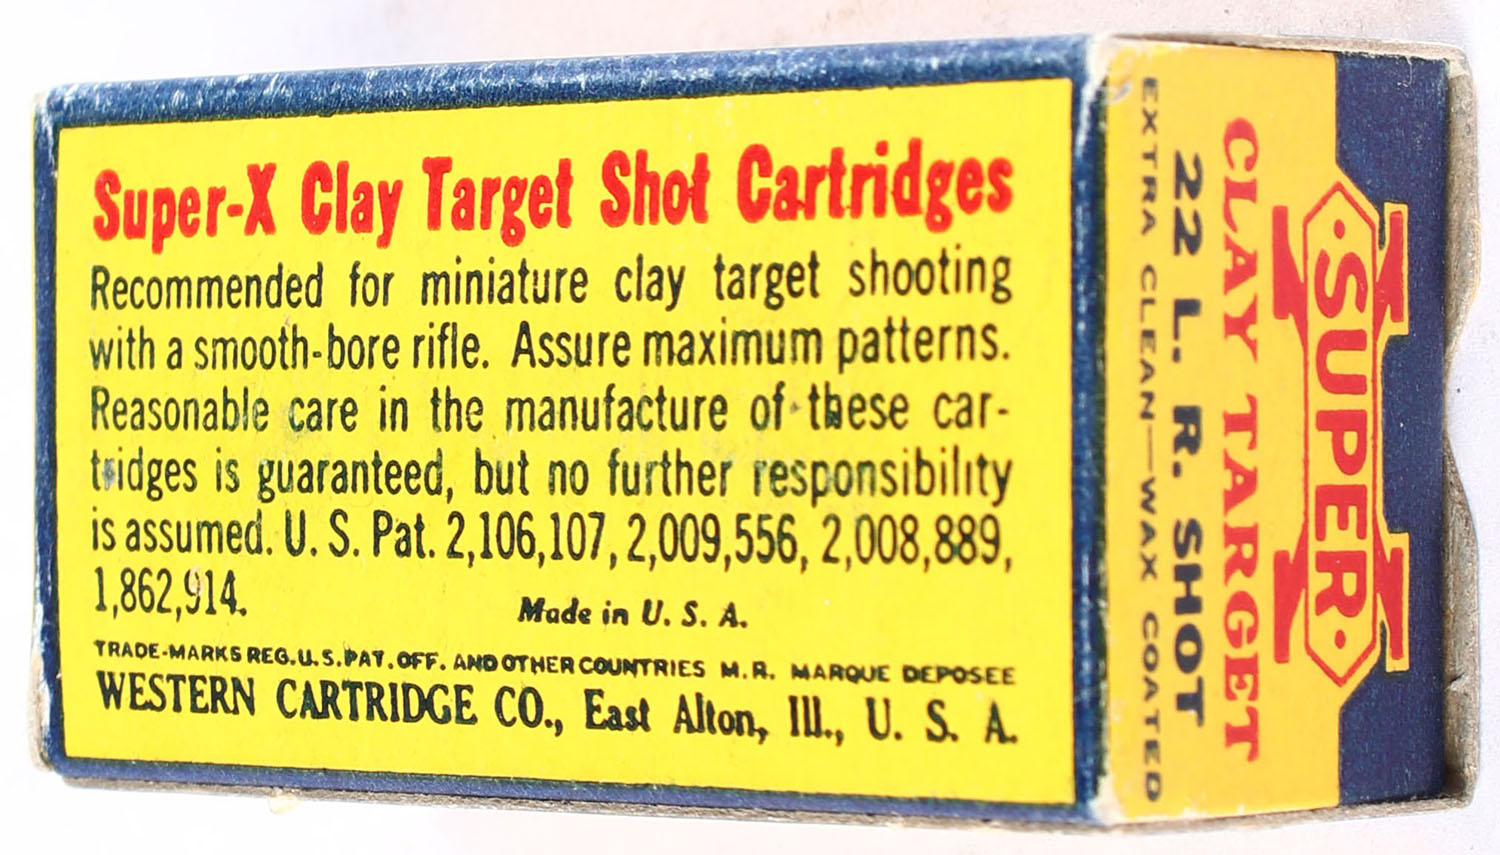 Super-X Clay Target Shot Cartridges
Recommended for miniature clay target shooting
with a smooth-bore rifle. Assure maximum patterns.
Reasonable care in the manufacture of these car-
tridges is guaranteed, but no further responsibility
is assumed. U. S. Pat. 2,106,107, 2,009,556, 2,008,889,
1,862,914.
Made in U. S. A.
TRADE-MARKS REG. U. S. PAT. OFF. AND OTHER COUNTRIES M. R. MARQUE DEPOSEE
WESTERN CARTRIDGE CO., East Alton, Ill., U. S. A.
SUPER X
CLAY TARGET
22 L. R. SHOT
EXTRA CLEAN—WAX COATED